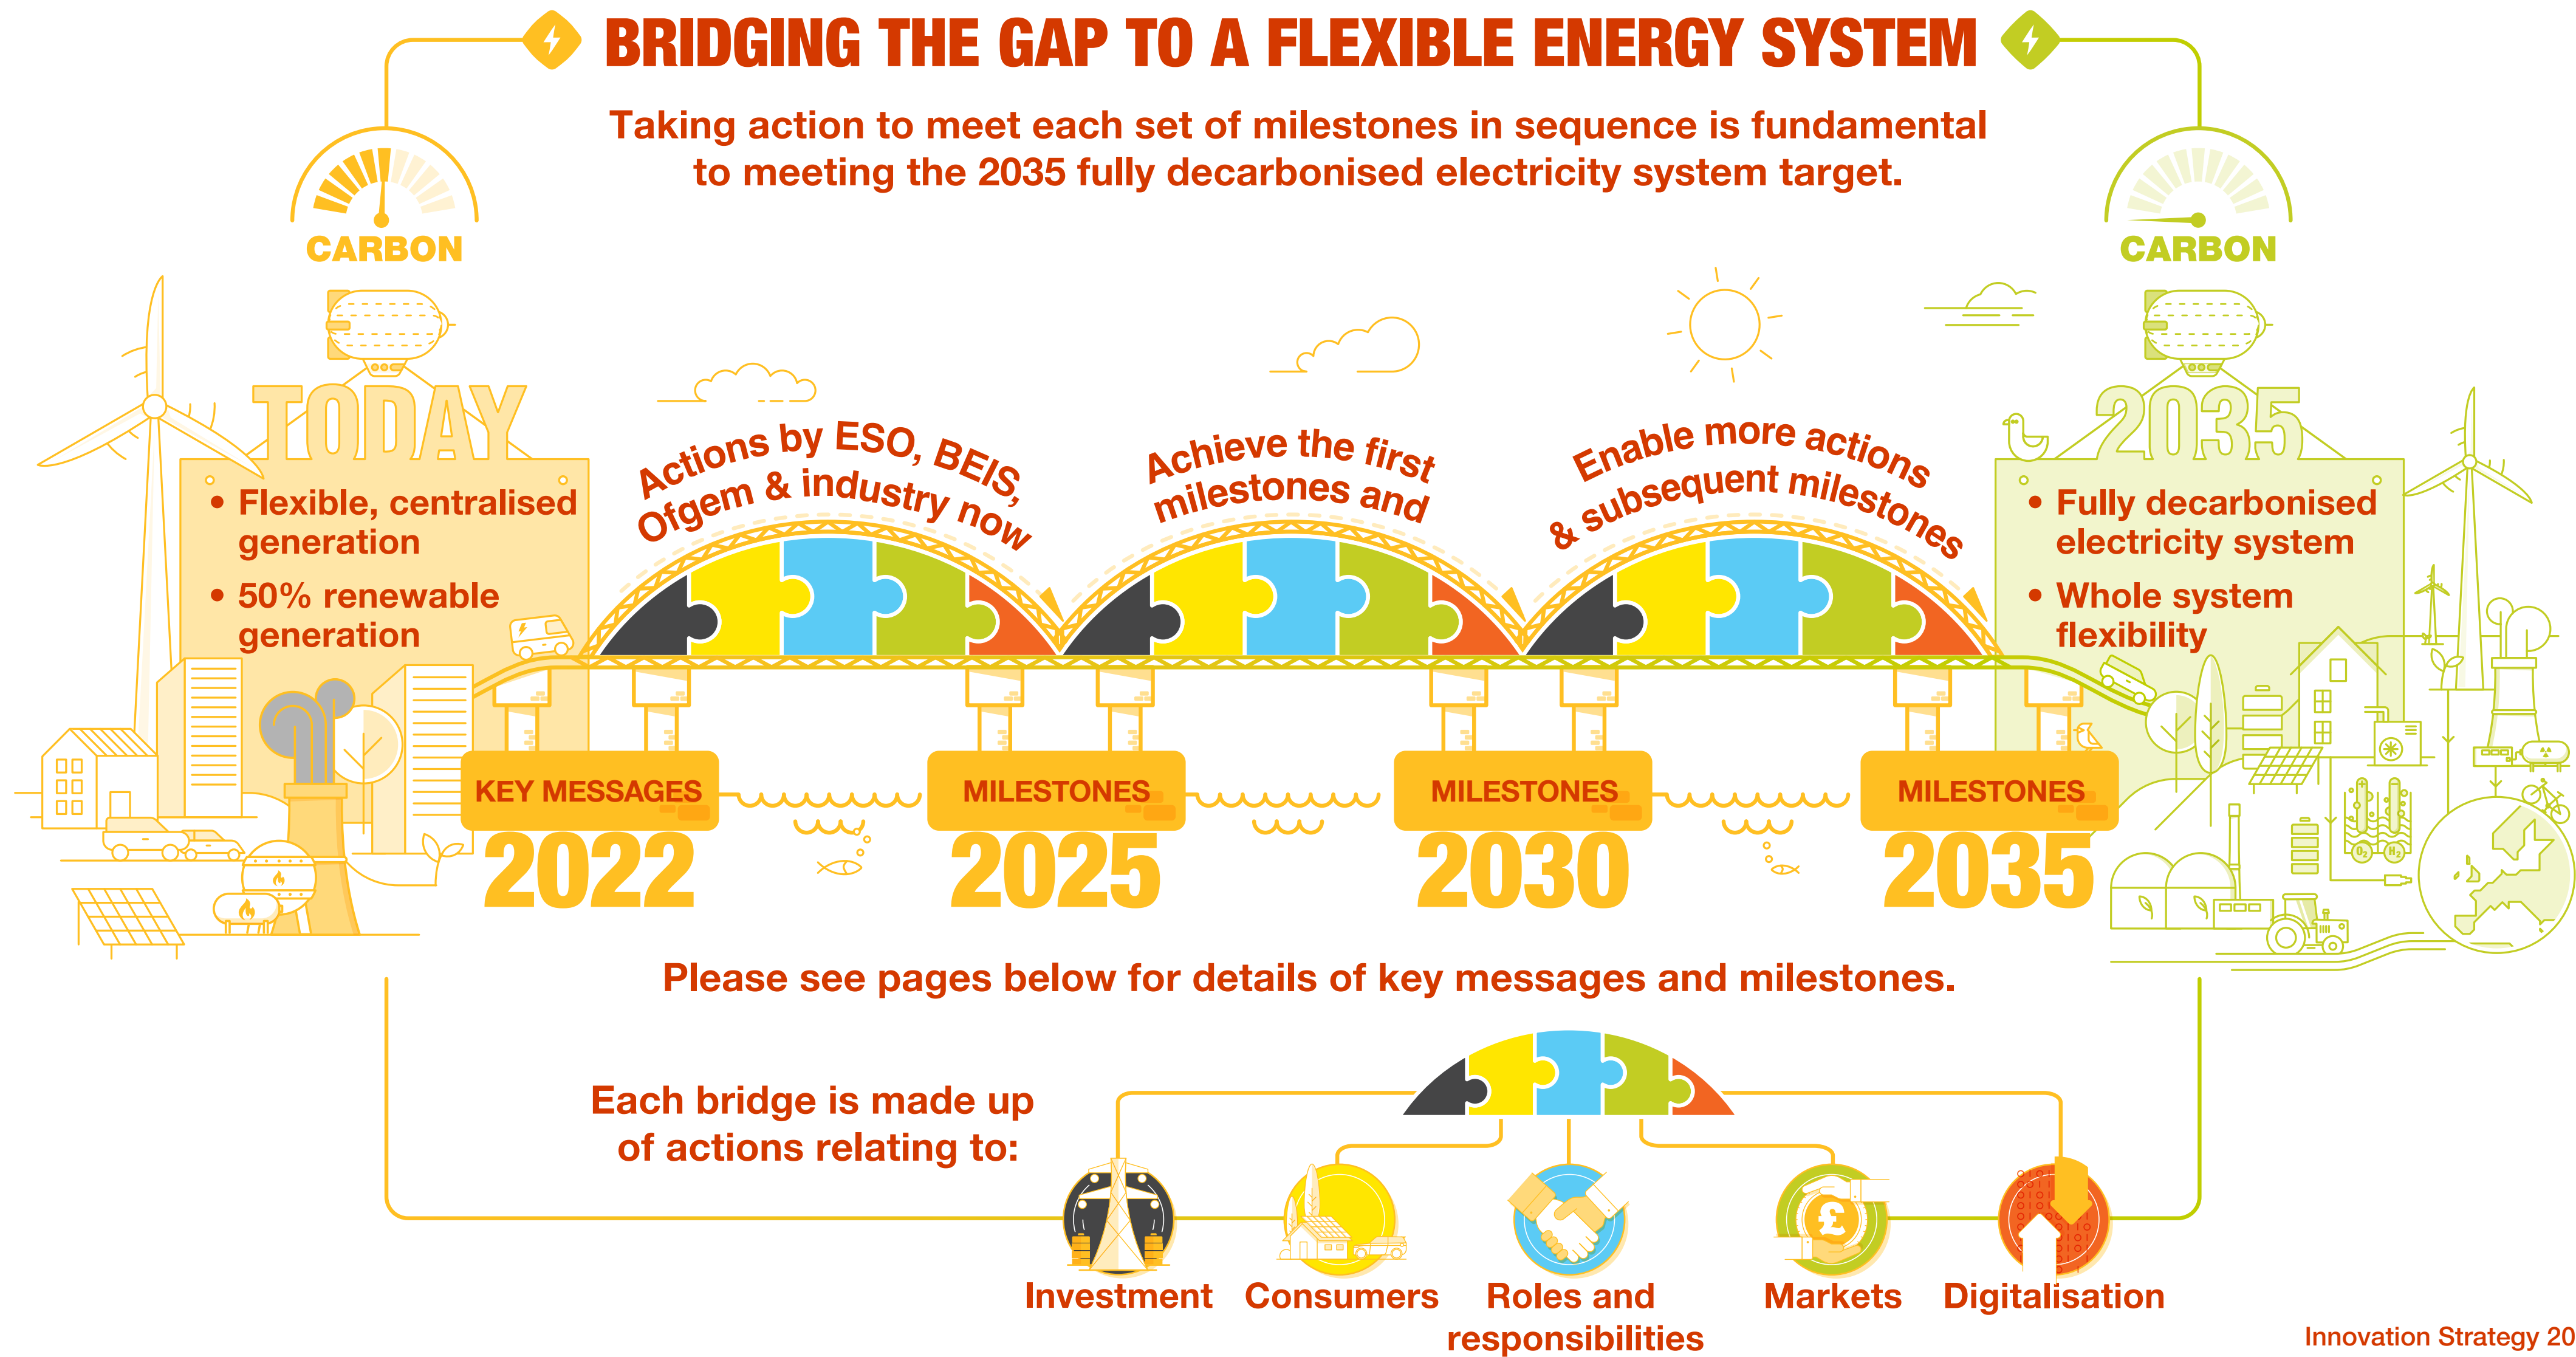 BRIDGING THE GAP TO A FLEXIBLE ENERGY SYSTEM
Taking action to meet each set of milestones in sequence is fundamental
to meeting the 2035 fully decarbonised electricity system target.
CARBON
CARBON
TODAY
• Flexible, centralised
generation
• 50% renewable
generation
Actions by ESO, BEIS,
Ofgem & industry now
Achieve the first
milestones and
Enable more actions
& subsequent milestones
2035
• Fully decarbonised
electricity system
• Whole system
flexibility
KEY MESSAGES
2022
MILESTONES
2025
MILESTONES
2030
MILESTONES
2035
O2
H2
Please see pages below for details of key messages and milestones.
Each bridge is made up
of actions relating to:
£
Investment
Consumers
Roles and
responsibilities
Markets
Digitalisation
Innovation Strategy 20